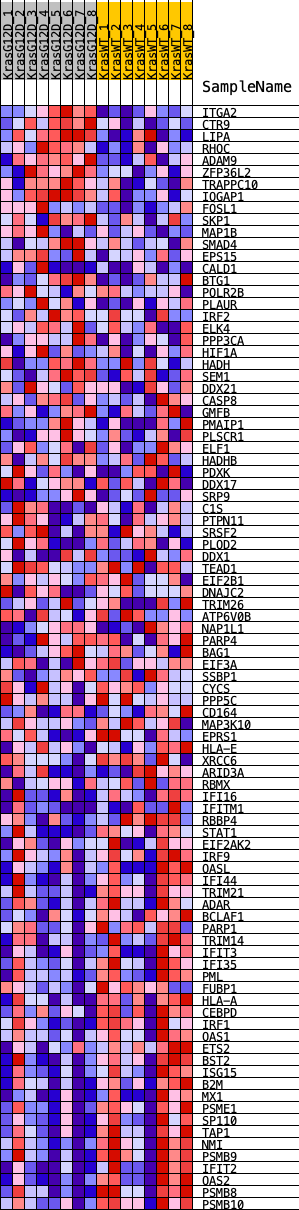 KrasG12D_1
KrasG12D_2
KrasG12D_3
KrasG12D_4
KrasG12D_5
KrasG12D_6
KrasG12D_7
KrasG12D_8
KrasWT_1
KrasWT_2
KrasWT_3
KrasWT_4
KrasWT_5
KrasWT_6
KrasWT_7
KrasWT_8
SampleName
ITGA2
CTR9
LIPA
RHOC
ADAM9
ZFP36L2
TRAPPC10
IQGAP1
FOSL1
SKP1
MAP1B
SMAD4
EPS15
CALD1
BTG1
POLR2B
PLAUR
IRF2
ELK4
PPP3CA
HIF1A
HADH
SEM1
DDX21
CASP8
GMFB
PMAIP1
PLSCR1
ELF1
HADHB
PDXK
DDX17
SRP9
C1S
PTPN11
SRSF2
PLOD2
DDX1
TEAD1
EIF2B1
DNAJC2
TRIM26
ATP6V0B
NAP1L1
PARP4
BAG1
EIF3A
SSBP1
CYCS
PPP5C
CD164
MAP3K10
EPRS1
HLA-E
XRCC6
ARID3A
RBMX
IFI16
IFITM1
RBBP4
STAT1
EIF2AK2
IRF9
OASL
IFI44
TRIM21
ADAR
BCLAF1
PARP1
TRIM14
IFIT3
IFI35
PML
FUBP1
HLA-A
CEBPD
IRF1
OAS1
ETS2
BST2
ISG15
B2M
MX1
PSME1
SP110
TAP1
NMI
PSMB9
IFIT2
OAS2
PSMB8
PSMB10